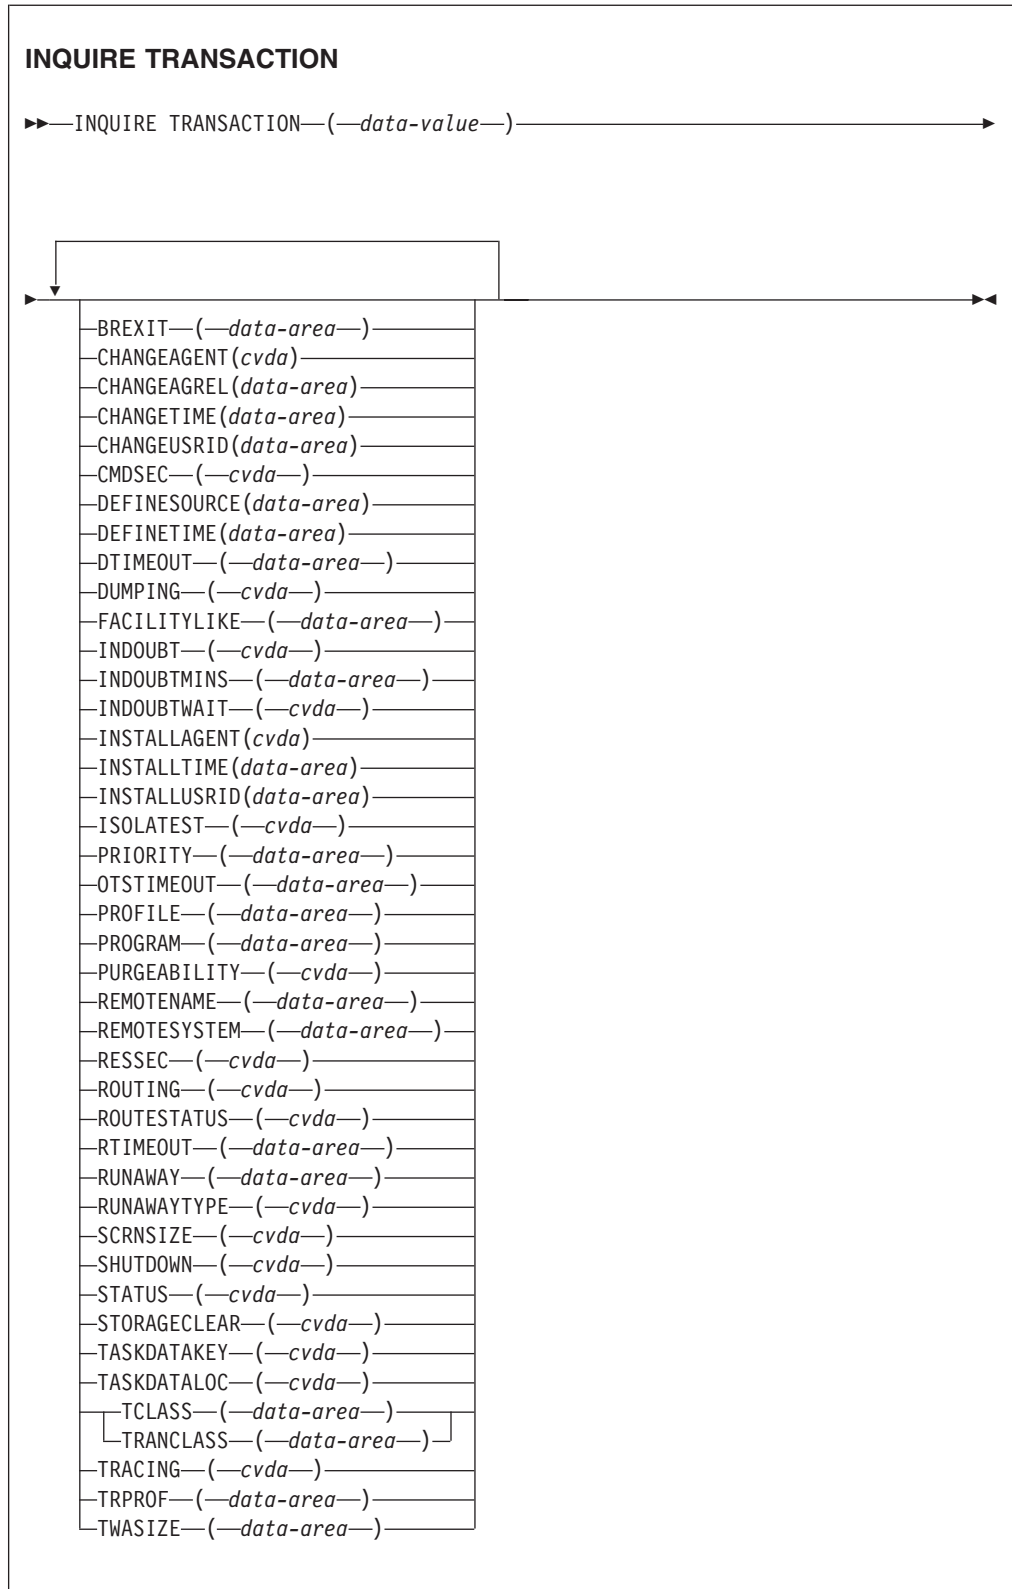 INQUIRE TRANSACTION
INQUIRE TRANSACTION(data-value)
BREXIT(data-area)
CHANGEAGENT(cvda)
CHANGEAGREL(data-area)
CHANGETIME(data-area)
CHANGEUSRID(data-area)
CMDSEC(cvda)
DEFINESOURCE(data-area)
DEFINETIME(data-area)
DTIMEOUT(data-area)
DUMPING(cvda)
FACILITYLIKE(data-area)
INDOUBT(cvda)
INDOUBTMINS(data-area)
INDOUBTWAIT(cvda)
INSTALLAGENT(cvda)
INSTALLTIME(data-area)
INSTALLUSRID(data-area)
ISOLATEST(cvda)
PRIORITY(data-area)
OTSTIMEOUT(data-area)
PROFILE(data-area)
PROGRAM(data-area)
PURGEABILITY(cvda)
REMOTENAME(data-area)
REMOTESYSTEM(data-area)
RESSEC(cvda)
ROUTING(cvda)
ROUTESTATUS(cvda)
RTIMEOUT(data-area)
RUNAWAY(data-area)
RUNAWAYTYPE(cvda)
SCRNSIZE(cvda)
SHUTDOWN(cvda)
STATUS(cvda)
STORAGECLEAR(cvda)
TASKDATAKEY(cvda)
TASKDATALOC(cvda)
TCLASS(data-area)
TRANCLASS(data-area)
TRACING(cvda)
TRPROF(data-area)
TWASIZE(data-area)